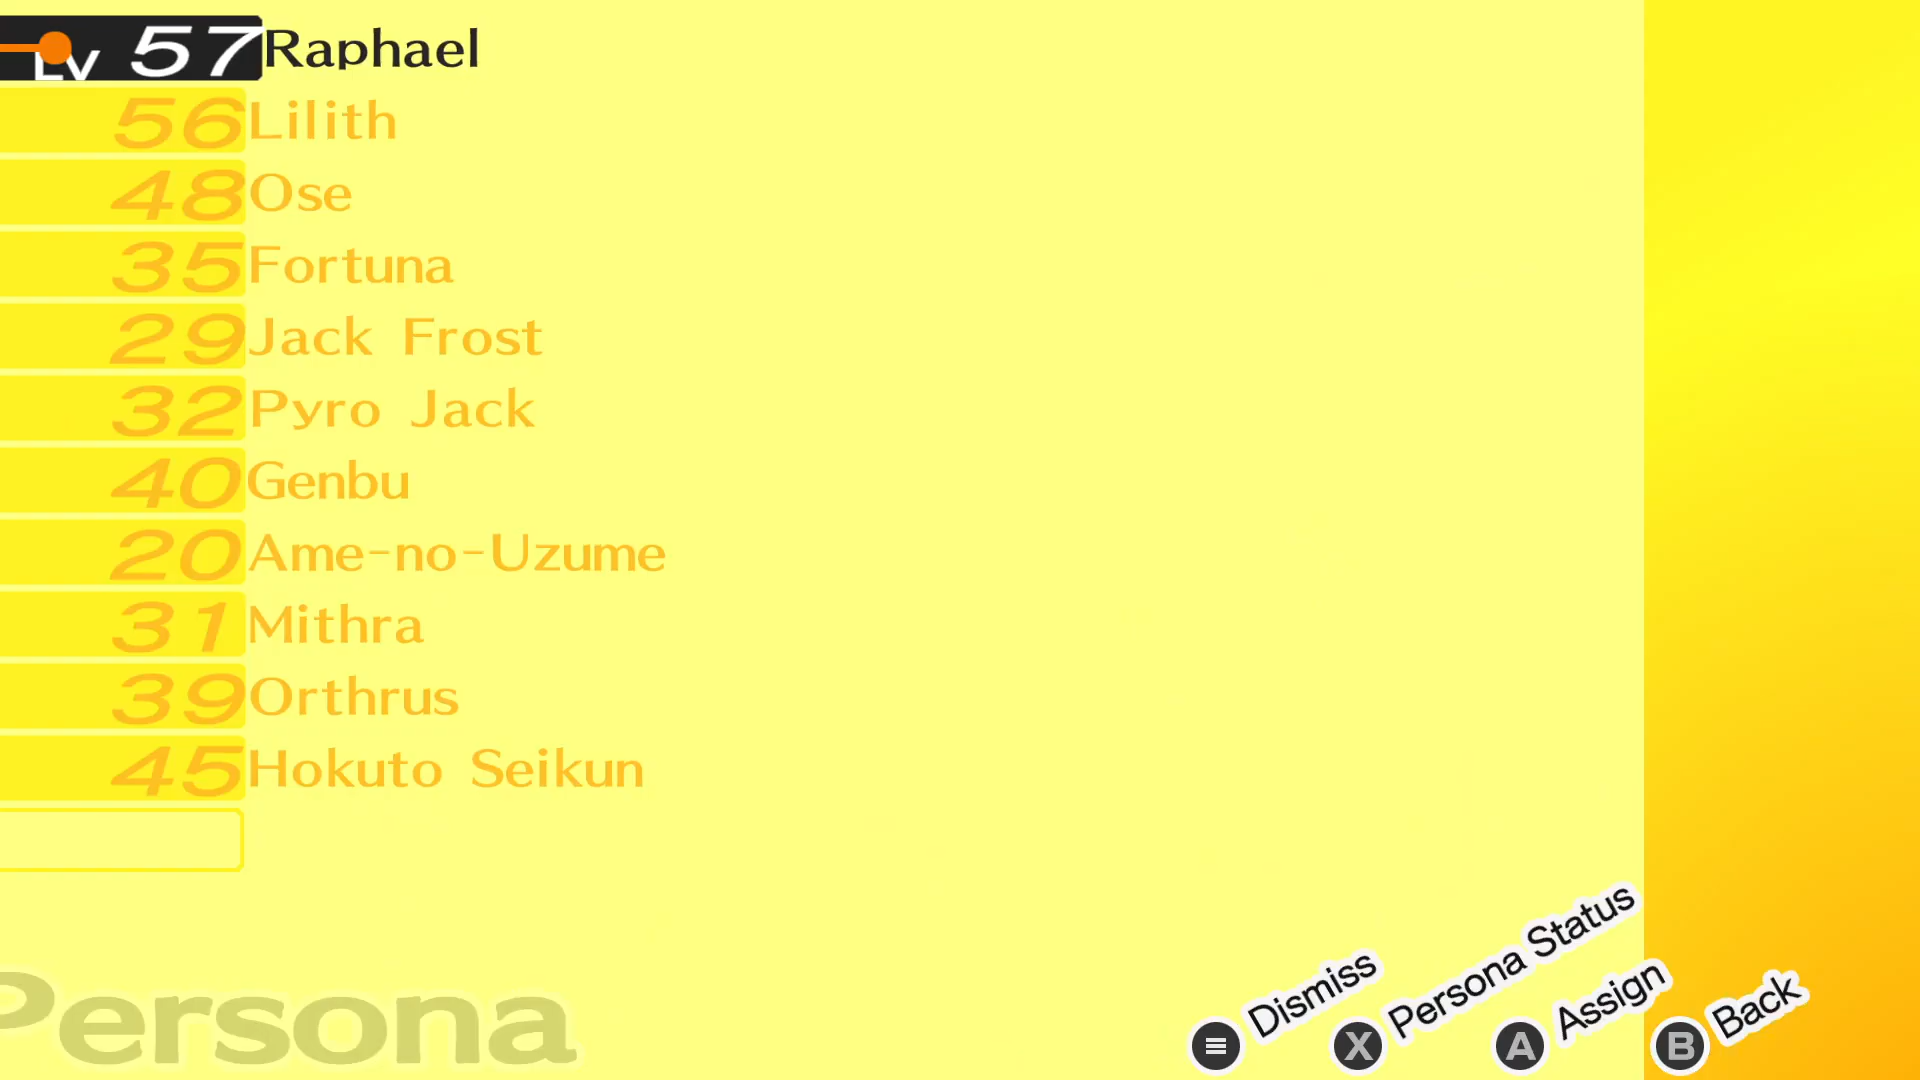 Lv 57 Raphael
56 Lilith
48 Ose
35 Fortuna
29 Jack Frost
32 Pyro Jack
40 Genbu
20 Ame-no-Uzume
31 Mithra
39 Orthrus
45 Hokuto Seikun
Persona
Dismiss
X Persona Status
A Assign
B Back